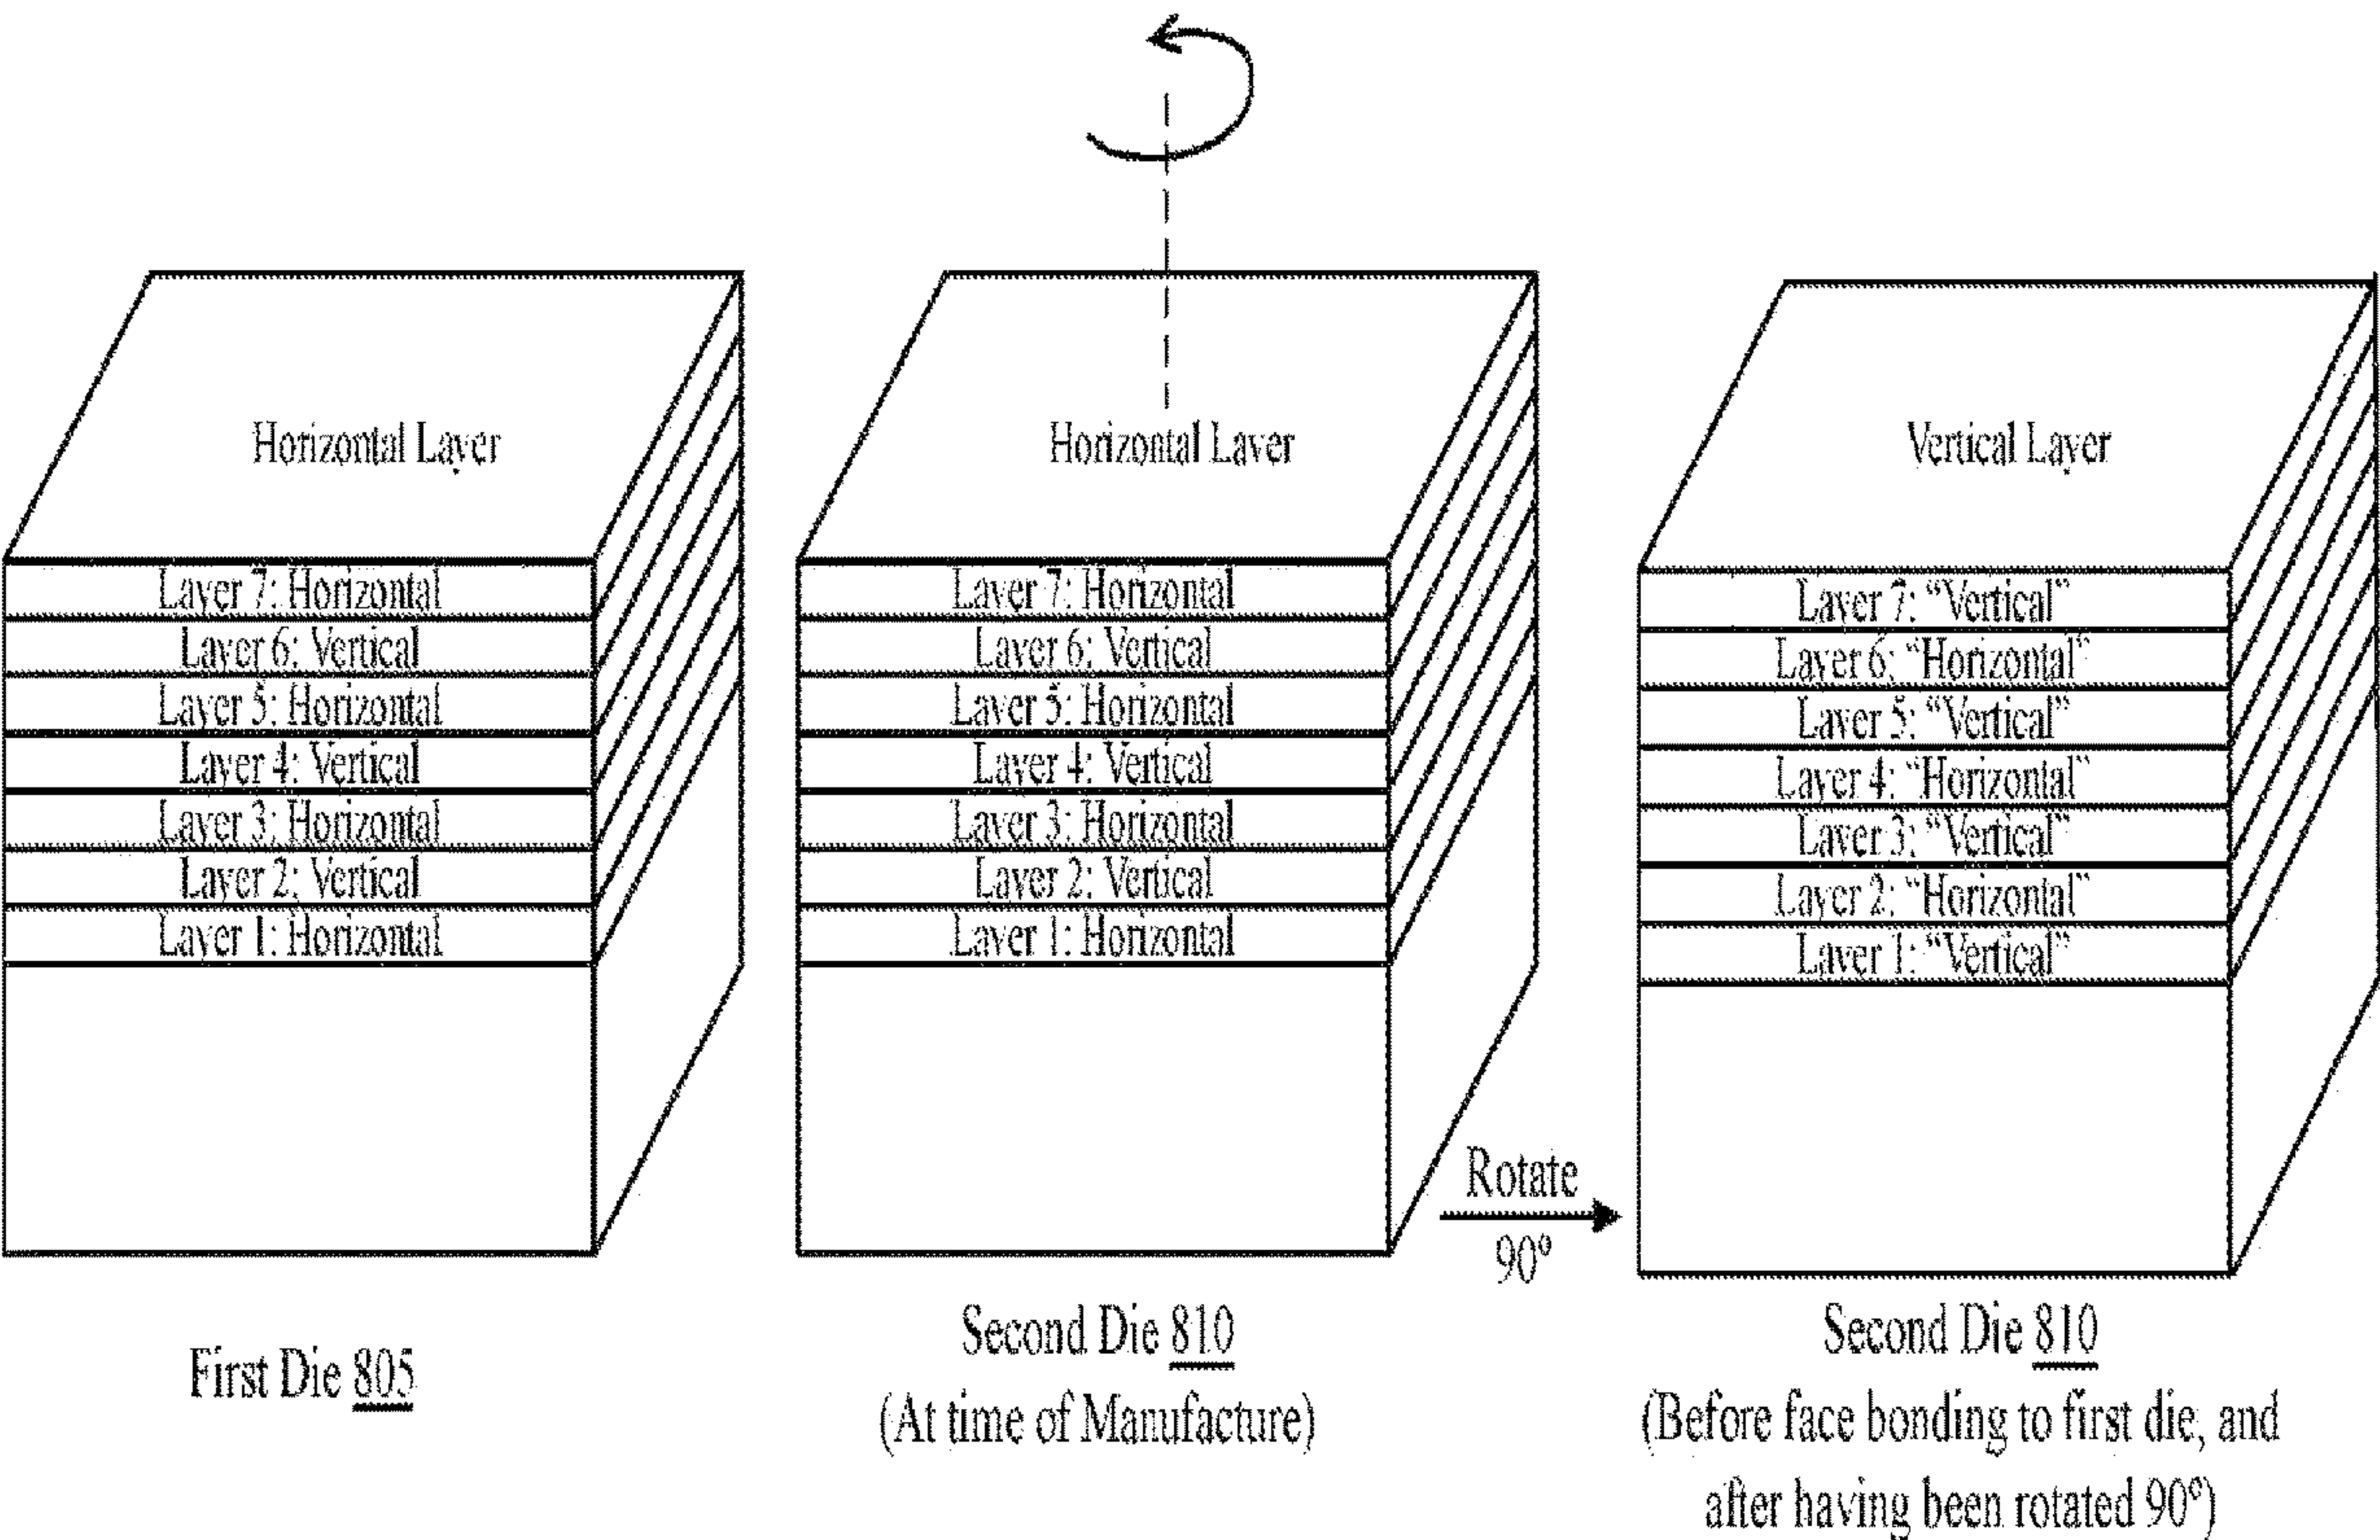 Horizontal Layer
Layer 7: Horizontal
Layer 6: Vertical
Layer 5: Horizontal
Layer 4: Vertical
Layer 3: Horizontal
Layer 2: Vertical
Layer 1: Horizontal
First Die 805
Horizontal Layer
Layer 7: Horizontal
Layer 6: Vertical
Layer 5: Horizontal
Layer 4: Vertical
Layer 3: Horizontal
Layer 2: Vertical
Layer 1: Horizontal
Second Die 810
(At time of Manufacture)
Rotate
90°
Vertical Layer
Layer 7: “Vertical”
Layer 6: “Horizontal“
Layer 5: “Vertical”
Layer 4: “Horizontal”
Layer 3: “Vertical”
Layer 2: “Horizontal”
Layer 1: “Vertical”
Second Die 810
(Before face bonding to first die, and
after having been rotated 90°)